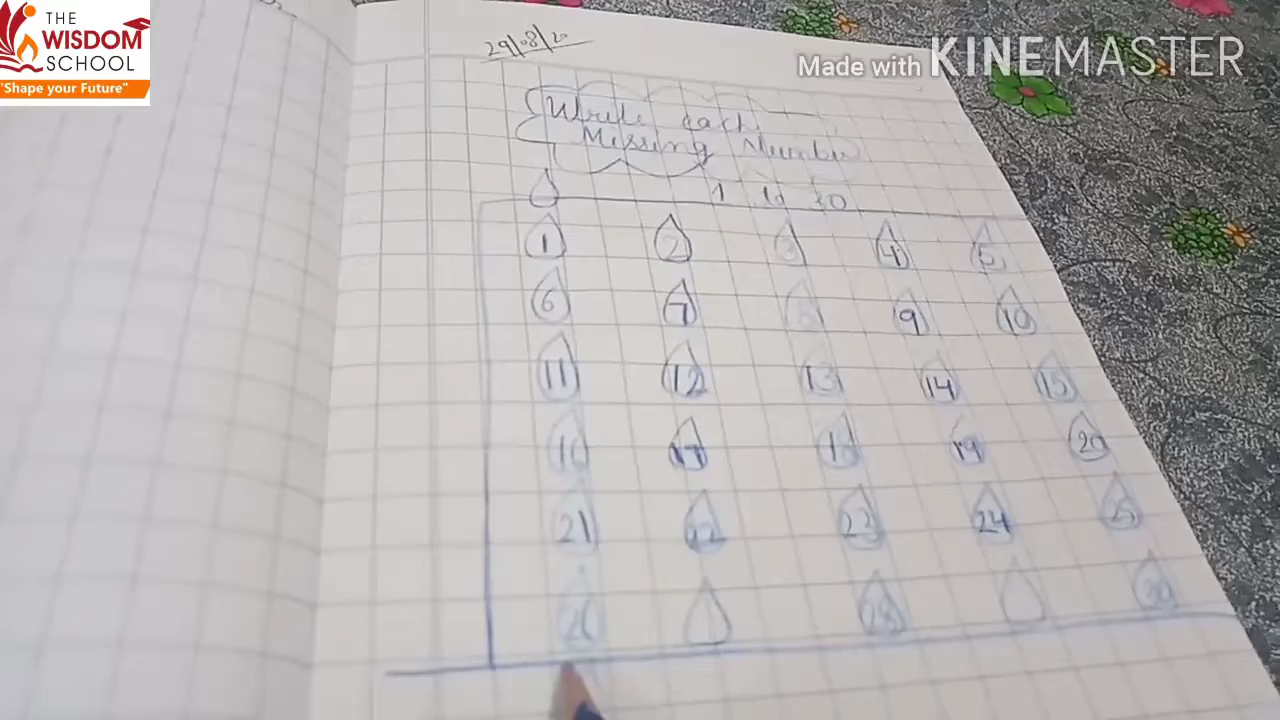 THE
WISDOM
SCHOOL
"Shape your Future"
Made with KINEMASTER
29/08/20
Write each
Missing Number
1 to 30
1 2 3 4 5
6 7 8 9 10
11 12 13 14 15
16 17 18 19 20
21 22 23 24 25
26 28 30